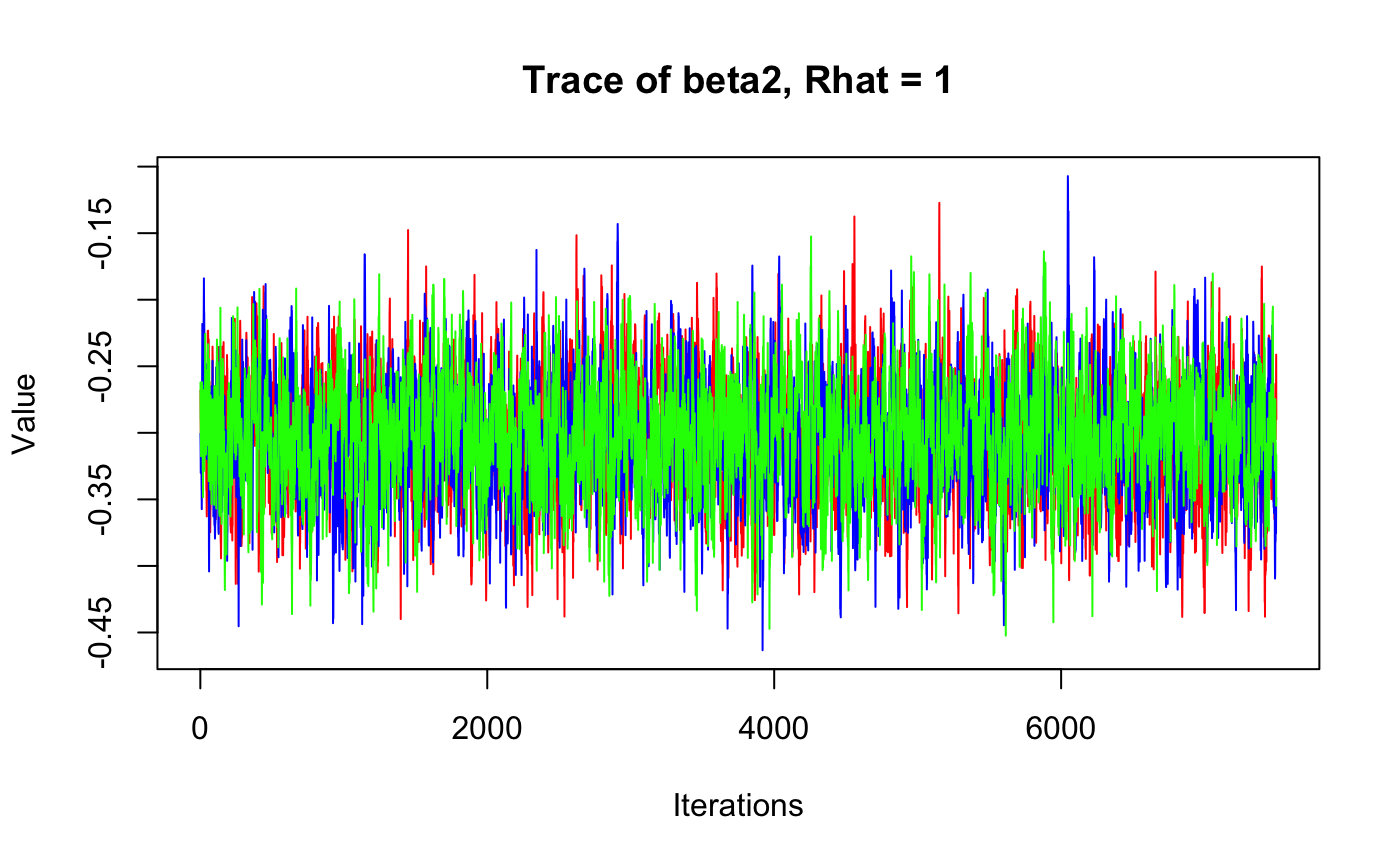 Trace of beta2, Rhat = 1
Value
-0.15
-0.25
-0.35
-0.45
0 2000 4000 6000
Iterations